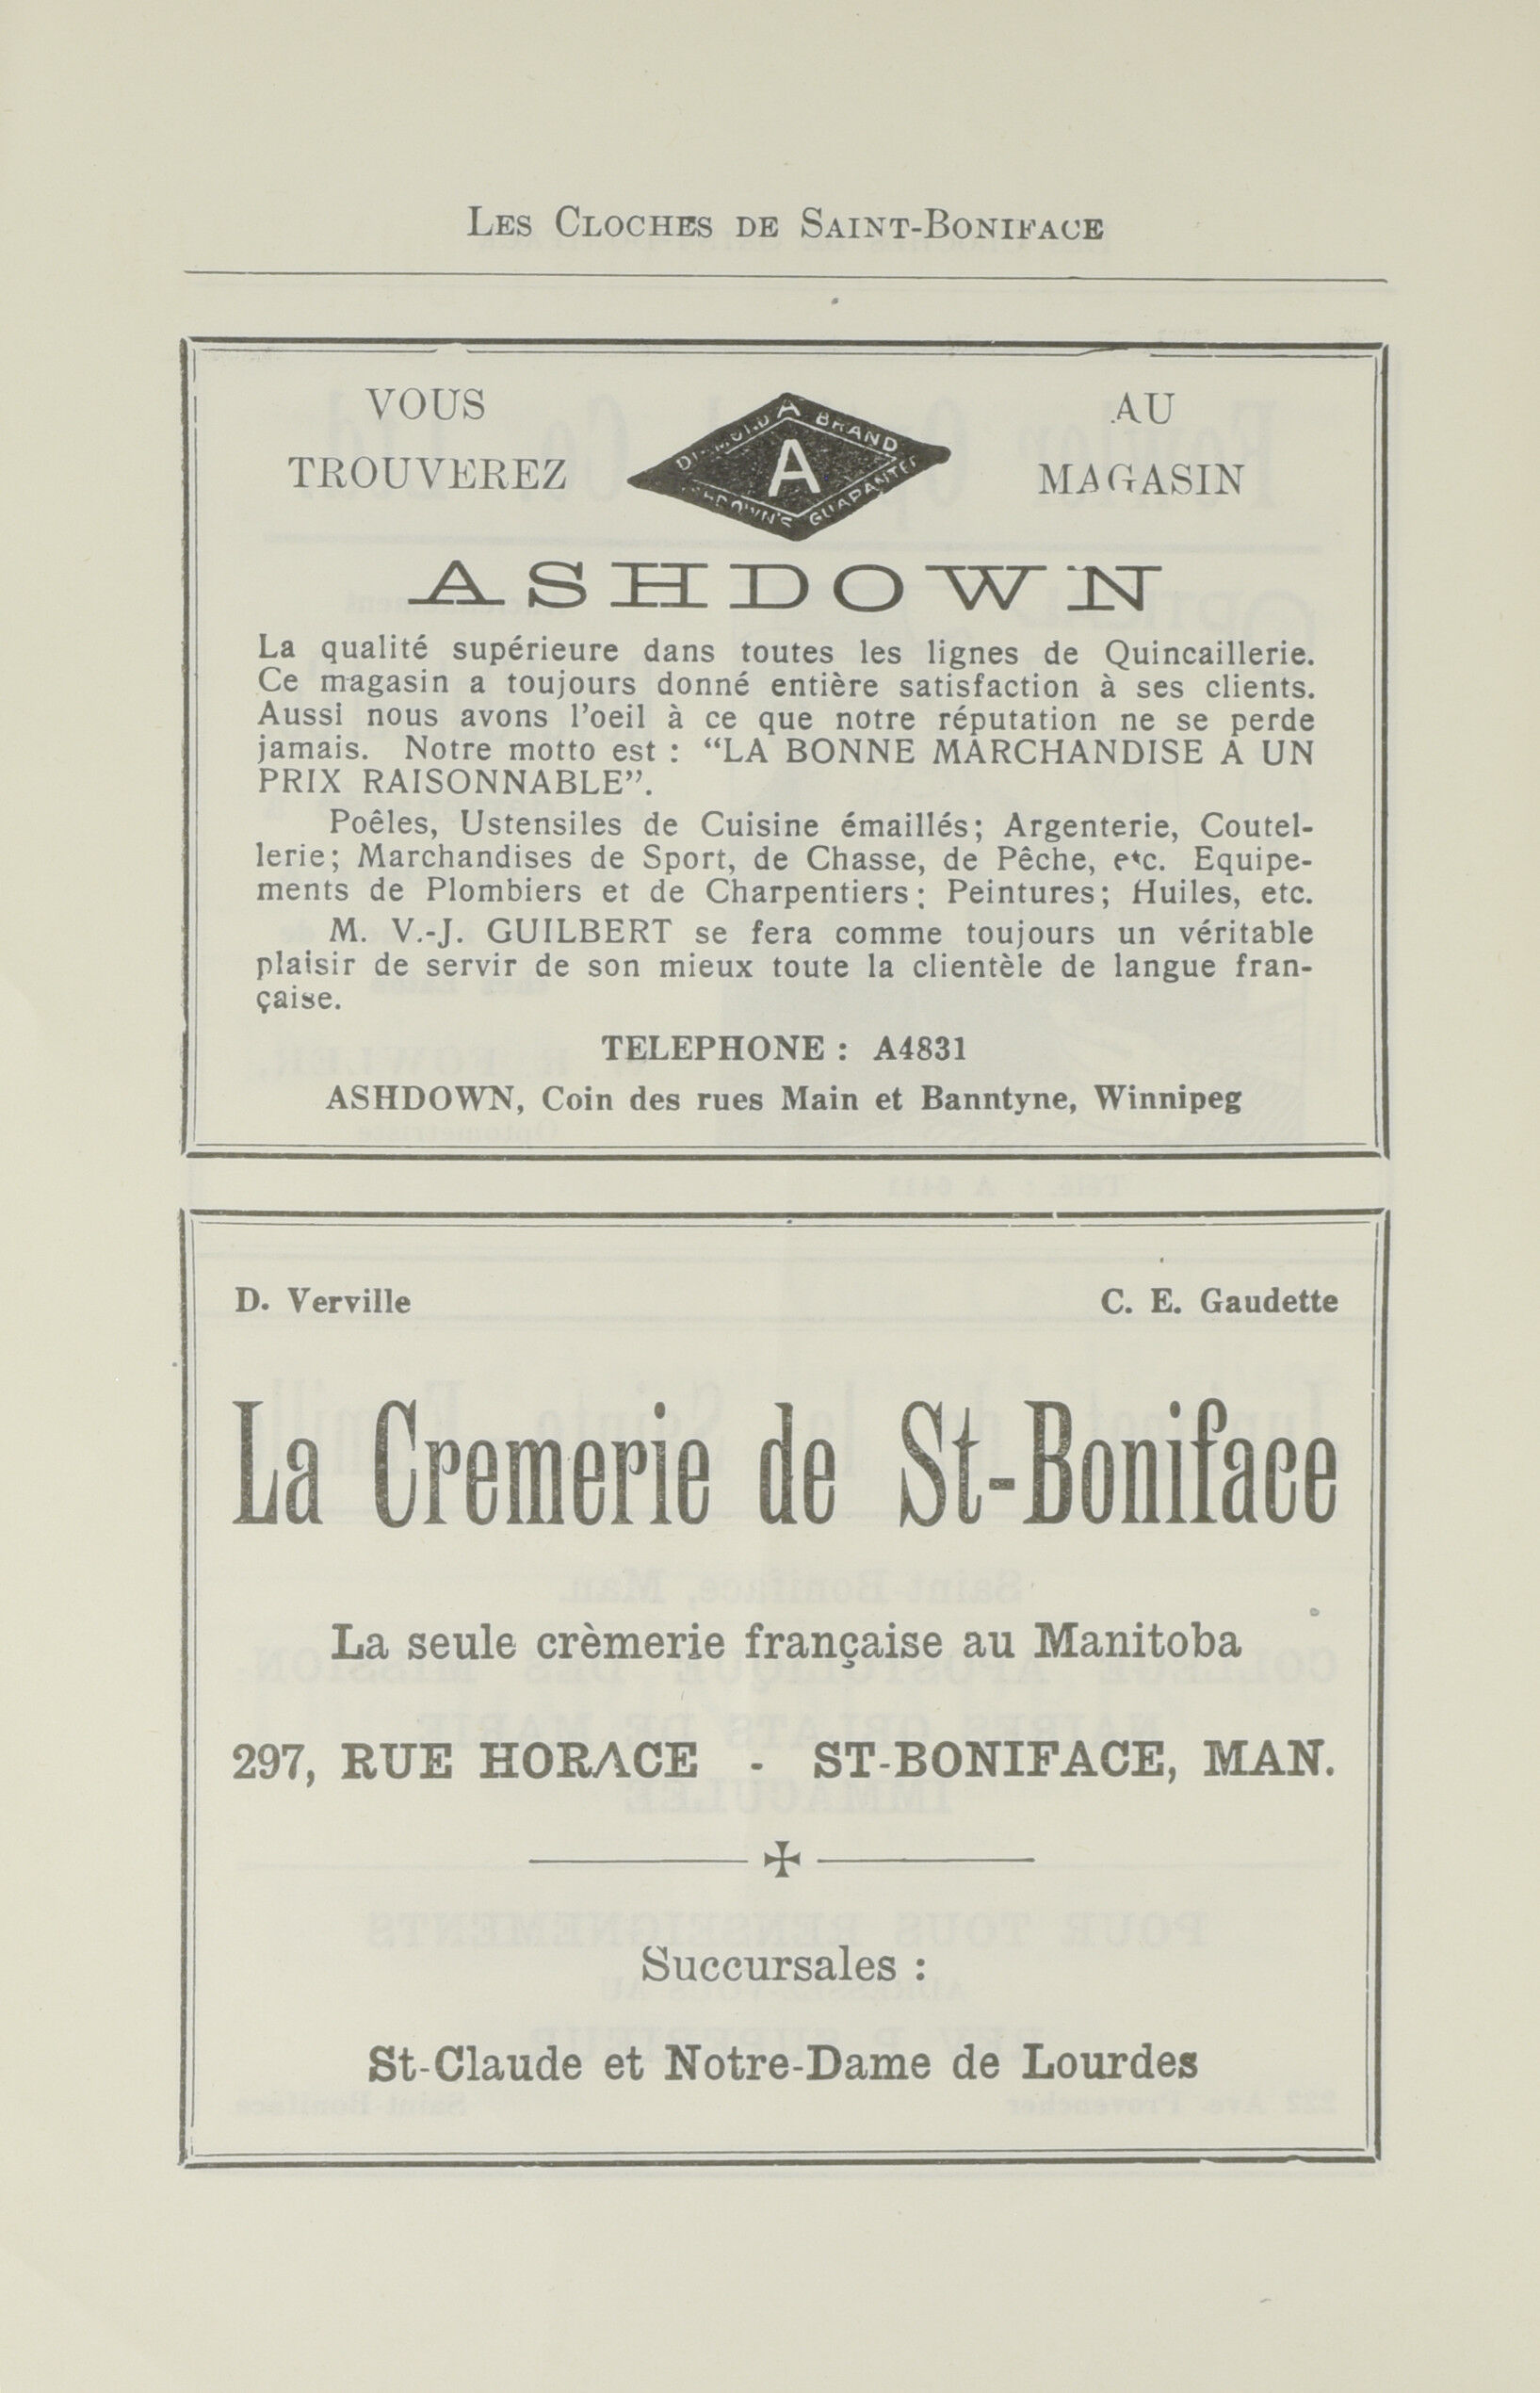 LES CLOCHES DE SAINT-BONIFACE
VOUS
TROUVEREZ
DIAMOND A BRAND
A
ASHDOWN'S GUARANTEE
AU
MAGASIN
ASHDOWN
La qualité supérieure dans toutes les lignes de Quincaillerie.
Ce magasin a toujours donné entière satisfaction à ses clients.
Aussi nous avons l'oeil à ce que notre réputation ne se perde
jamais. Notre motto est : “LA BONNE MARCHANDISE A UN
PRIX RAISONNABLE”.
Poêles, Ustensiles de Cuisine émaillés; Argenterie, Coutel-
lerie; Marchandises de Sport, de Chasse, de Pêche, etc. Equipe-
ments de Plombiers et de Charpentiers; Peintures; Huiles, etc.
M. V.-J. GUILBERT se fera comme toujours un véritable
plaisir de servir de son mieux toute la clientèle de langue fran-
çaise.
TELEPHONE : A4831
ASHDOWN, Coin des rues Main et Banntyne, Winnipeg
D. Verville
C. E. Gaudette
La Cremerie de St-Boniface
La seule crèmerie française au Manitoba
297, RUE HORACE - ST-BONIFACE, MAN.
Succursales :
St-Claude et Notre-Dame de Lourdes